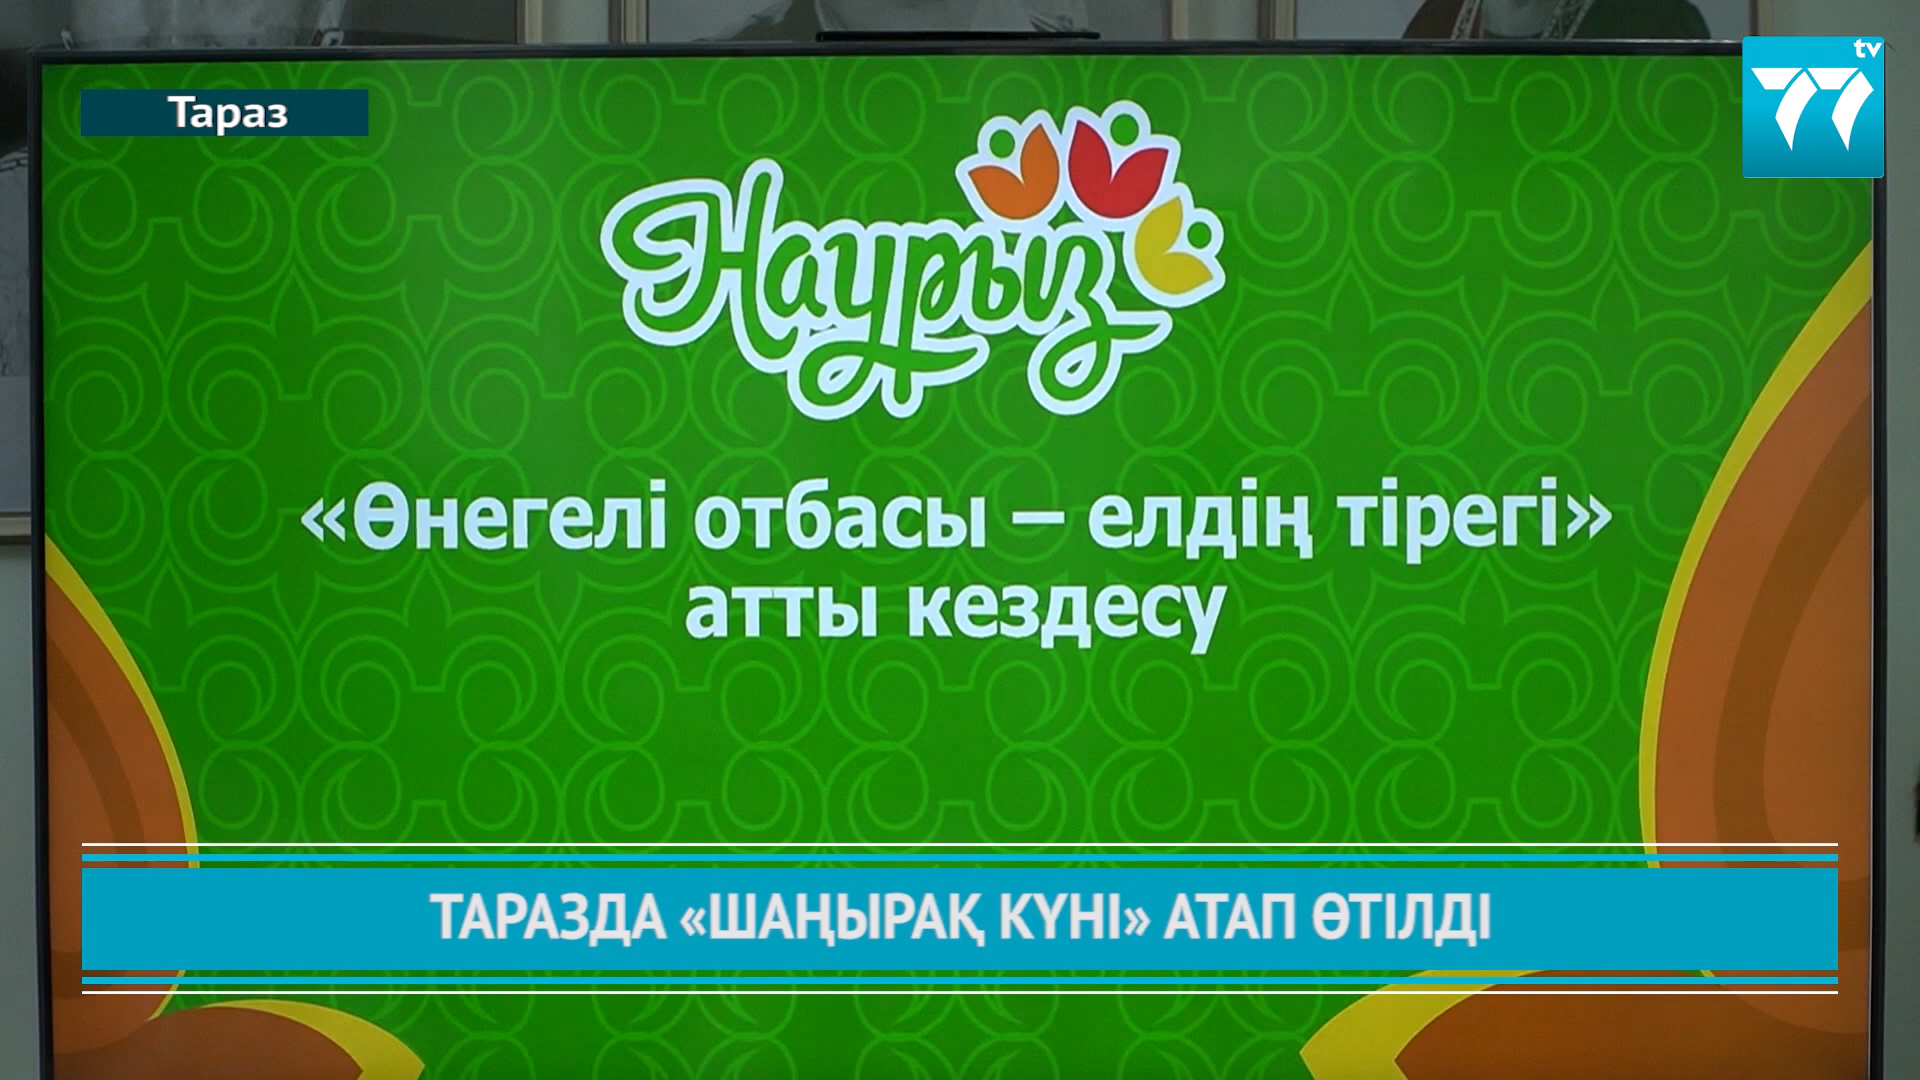 Тараз
tv
77
Наурыз
«Өнегелі отбасы – елдің тірегі»
атты кездесу
ТАРАЗДА «ШАҢЫРАҚ КҮНІ» АТАП ӨТІЛДІ